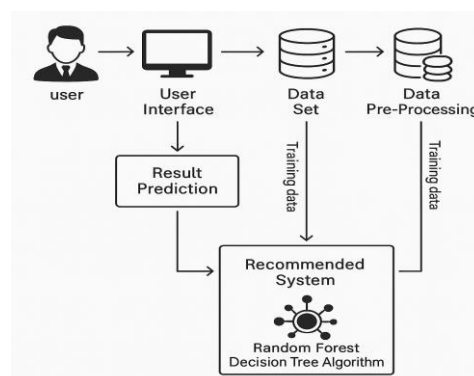 user
User
Interface
Data
Set
Data
Pre-Processing
Result
Prediction
Training data
Training data
Recommended
System
Random Forest
Decision Tree Algorithm